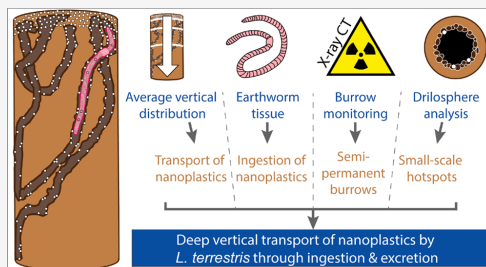 X-ray CT
Average vertical
distribution
Earthworm
tissue
Burrow
monitoring
Drilosphere
analysis
Transport of
nanoplastics
Ingestion of
nanoplastics
Semi-
permanent
burrows
Small-scale
hotspots
Deep vertical transport of nanoplastics by
L. terrestris through ingestion & excretion